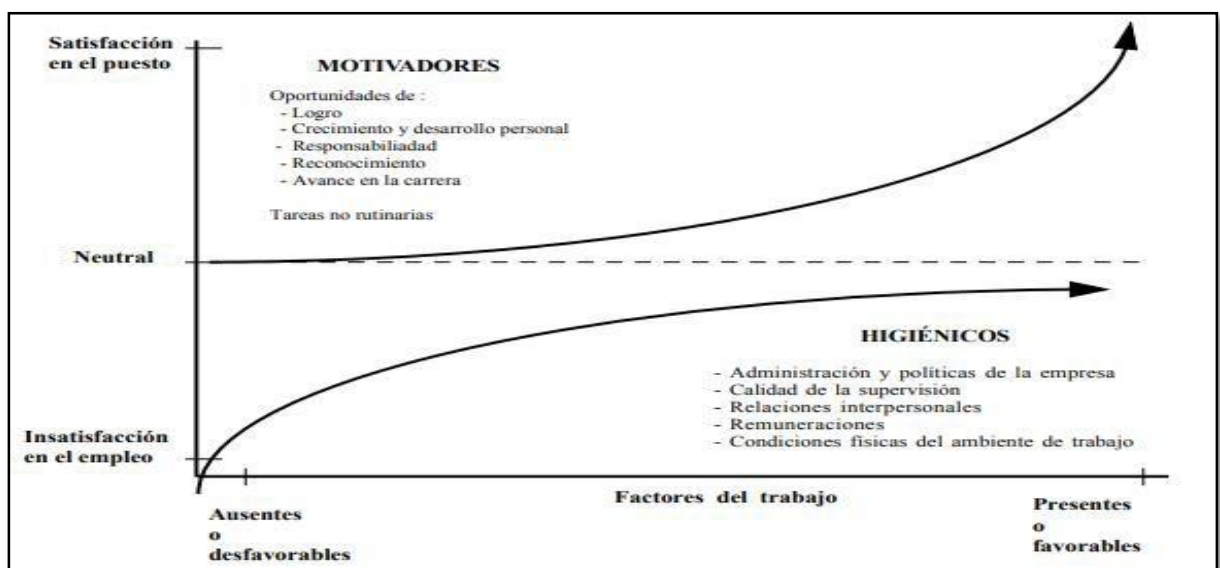 Satisfacción
en el puesto
MOTIVADORES
Oportunidades de :
- Logro
- Crecimiento y desarrollo personal
- Responsabiliadad
- Reconocimiento
- Avance en la carrera
Tareas no rutinarias
Neutral
HIGIÉNICOS
- Administración y políticas de la empresa
- Calidad de la supervisión
- Relaciones interpersonales
- Remuneraciones
- Condiciones físicas del ambiente de trabajo
Insatisfacción
en el empleo
Factores del trabajo
Ausentes
o
desfavorables
Presentes
o
favorables